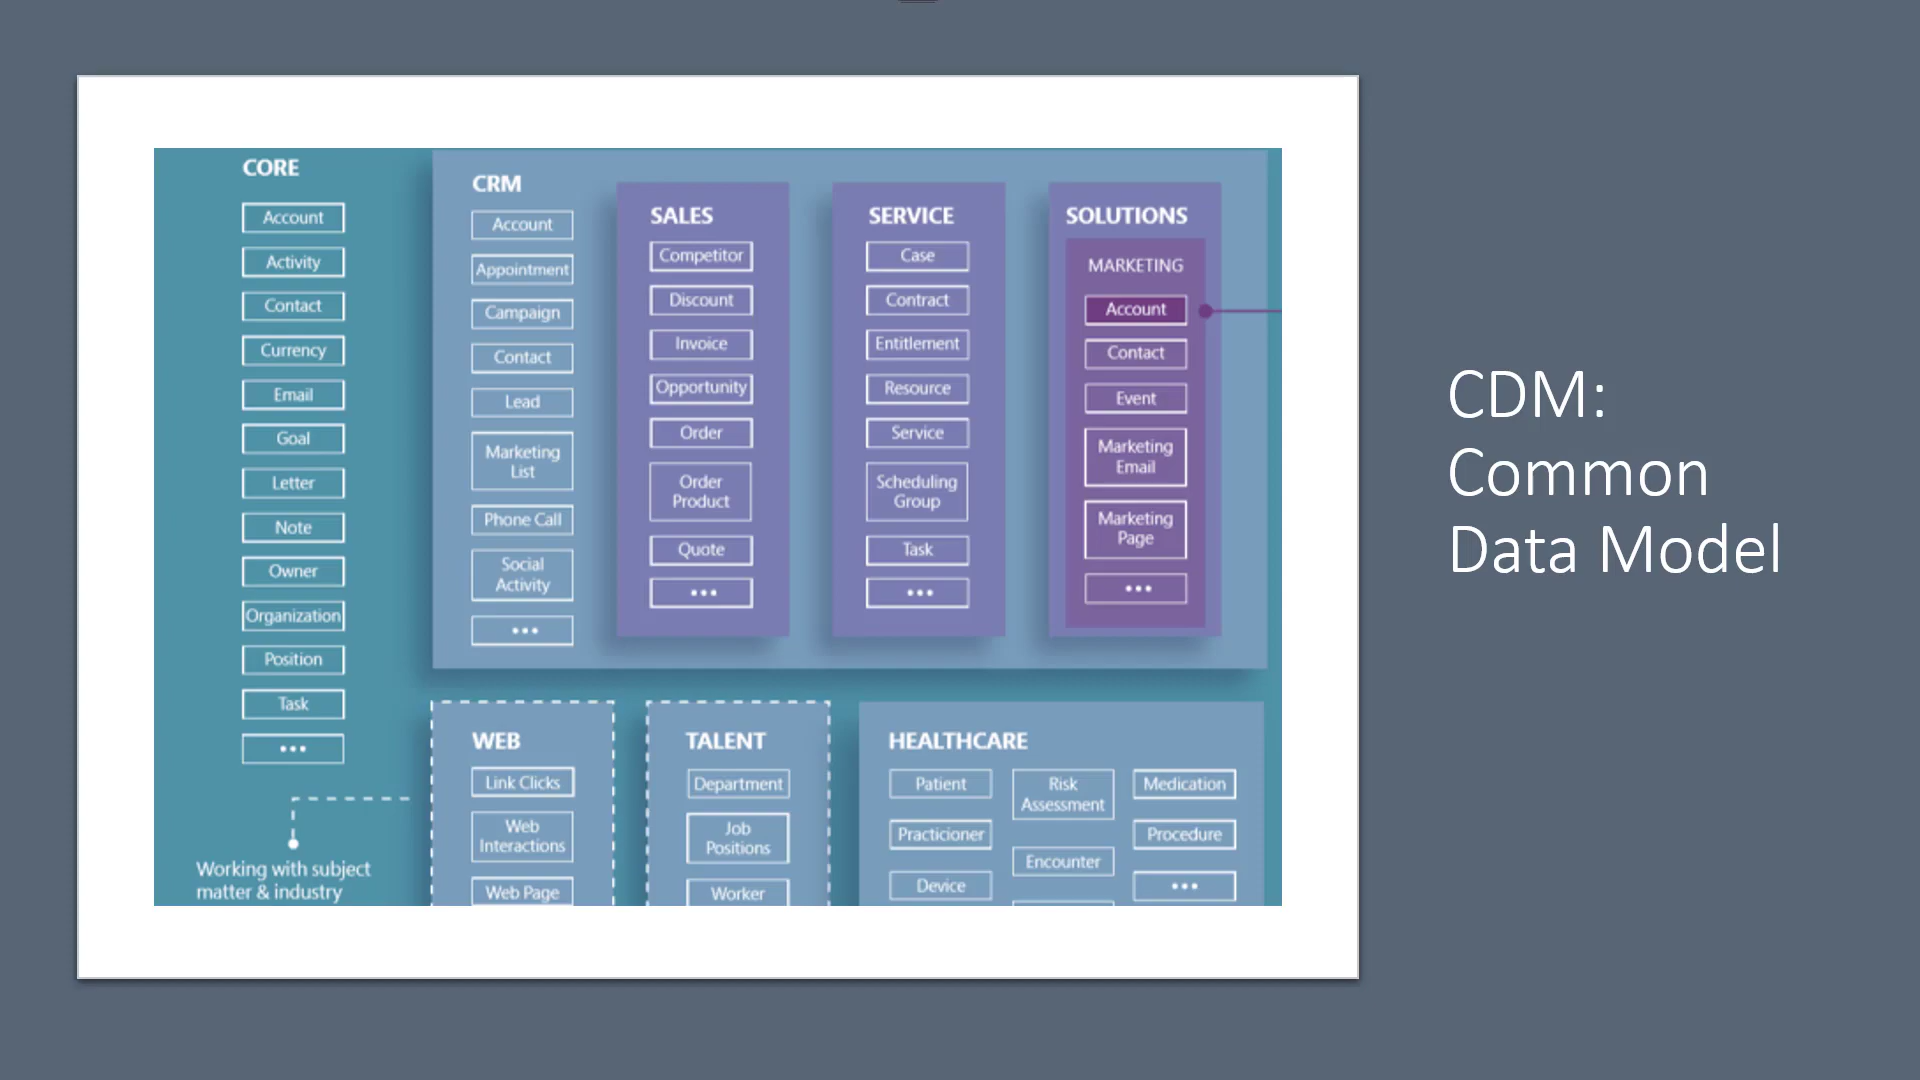 CORE
Account
Activity
Contact
Currency
Email
Goal
Letter
Note
Owner
Organization
Position
Task
•••
Working with subject
matter & industry
CRM
Account
Appointment
Campaign
Contact
Lead
Marketing
List
Phone Call
Social
Activity
•••
SALES
Competitor
Discount
Invoice
Opportunity
Order
Order
Product
Quote
•••
SERVICE
Case
Contract
Entitlement
Resource
Service
Scheduling
Group
Task
•••
SOLUTIONS
MARKETING
Account
Contact
Event
Marketing
Email
Marketing
Page
•••
WEB
Link Clicks
Web
Interactions
Web Page
TALENT
Department
Job
Positions
Worker
HEALTHCARE
Patient
Practicioner
Device
Risk
Assessment
Encounter
Medication
Procedure
•••
CDM:
Common
Data Model